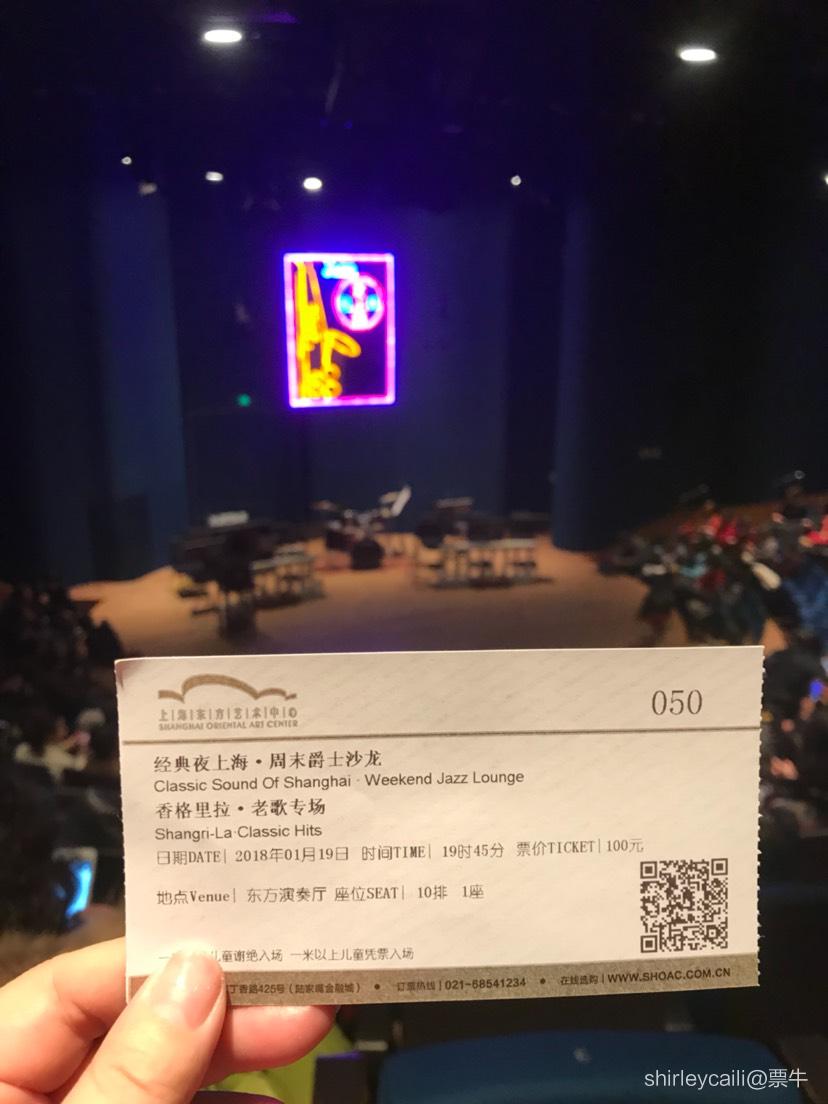 上海东方艺术中心
SHANGHAI ORIENTAL ART CENTER
050
经典夜上海·周末爵士沙龙
Classic Sound Of Shanghai · Weekend Jazz Lounge
香格里拉·老歌专场
Shangri-La·Classic Hits
日期DATE| 2018年01月19日 时间TIME| 19时45分 票价TICKET|100元
地点Venue| 东方演奏厅 座位SEAT| 10排 1座
儿童谢绝入场 一米以上儿童凭票入场
丁香路425号(陆家嘴金融城) • 订票热线|021-68541234 • 在线选购|WWW.SHOAC.COM.CN
shirleycaili@票牛